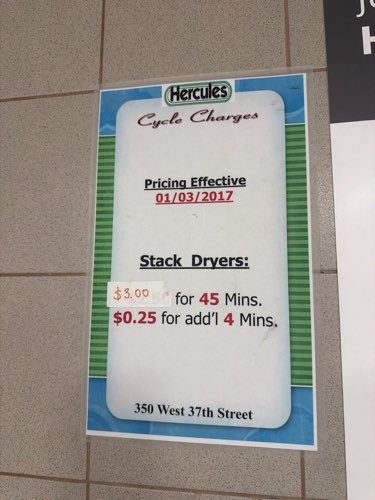 Hercules
Cycle Charges
Pricing Effective
01/03/2017
Stack Dryers:
$3.00 for 45 Mins.
$0.25 for add'l 4 Mins.
350 West 37th Street